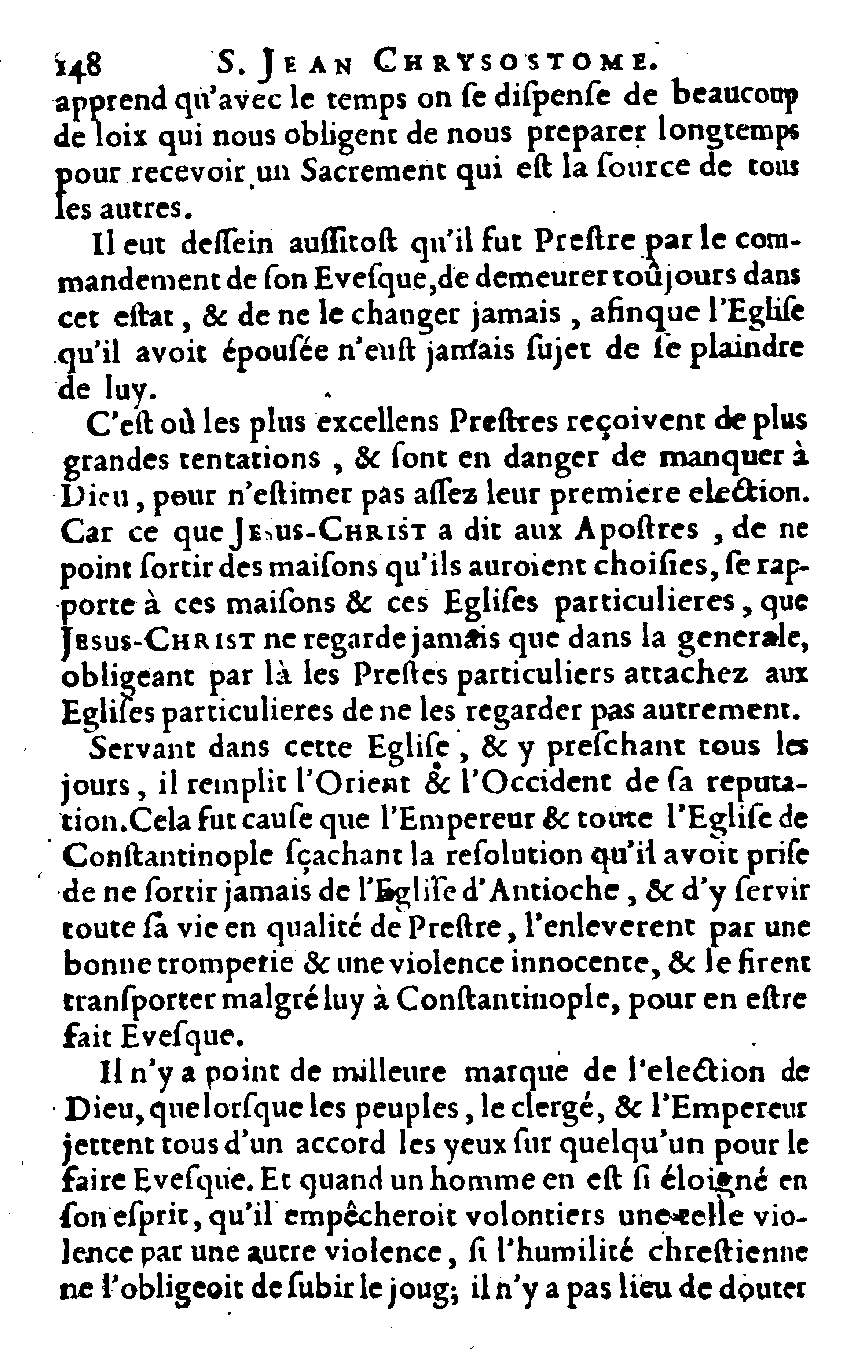 148 S. JEAN CHRYSOSTOME.
apprend qu'avec le temps on ſe diſpenſe de beaucoup
de loix qui nous obligent de nous preparer longtemps
pour recevoir un Sacrement qui eſt la ſource de tous
les autres.
Il eut deſſein auſſitoſt qu'il fut Preſtre par le com-
mandement de ſon Eveſque, de demeurer toûjours dans
cet eſtat, & de ne le changer jamais, afinque l'Egliſe
qu'il avoit épouſée n'euſt jamais ſujet de ſe plaindre
de luy.
C'eſt où les plus excellens Preſtres reçoivent de plus
grandes tentations, & ſont en danger de manquer à
Dieu, pour n'eſtimer pas aſſez leur premiere election.
Car ce que JESUS-CHRIST a dit aux Apoſtres, de ne
point ſortir des maiſons qu'ils auroient choiſies, ſe rap-
porte à ces maiſons & ces Egliſes particulieres, que
JESUS-CHRIST ne regarde jamais que dans la generale,
obligeant par là les Preſtes particuliers attachez aux
Egliſes particulieres de ne les regarder pas autrement.
Servant dans cette Egliſe, & y preſchant tous les
jours, il remplit l'Orient & l'Occident de ſa reputa-
tion. Cela fut cauſe que l'Empereur & toute l'Egliſe de
Conſtantinople ſçachant la reſolution qu'il avoit priſe
de ne ſortir jamais de l'Egliſe d'Antioche, & d'y ſervir
toute ſa vie en qualité de Preſtre, l'enleverent par une
bonne tromperie & une violence innocente, & le firent
tranſporter malgré luy à Conſtantinople, pour en eſtre
fait Eveſque.
Il n'y a point de milleure marque de l'election de
Dieu, que lorſque les peuples, le clergé, & l'Empereur
jettent tous d'un accord les yeux ſur quelqu'un pour le
faire Eveſque. Et quand un homme en eſt ſi éloigné en
ſon eſprit, qu'il empêcheroit volontiers une telle vio-
lence par une autre violence, ſi l'humilité chreſtienne
ne l'obligeoit de ſubir le joug; il n'y a pas lieu de douter